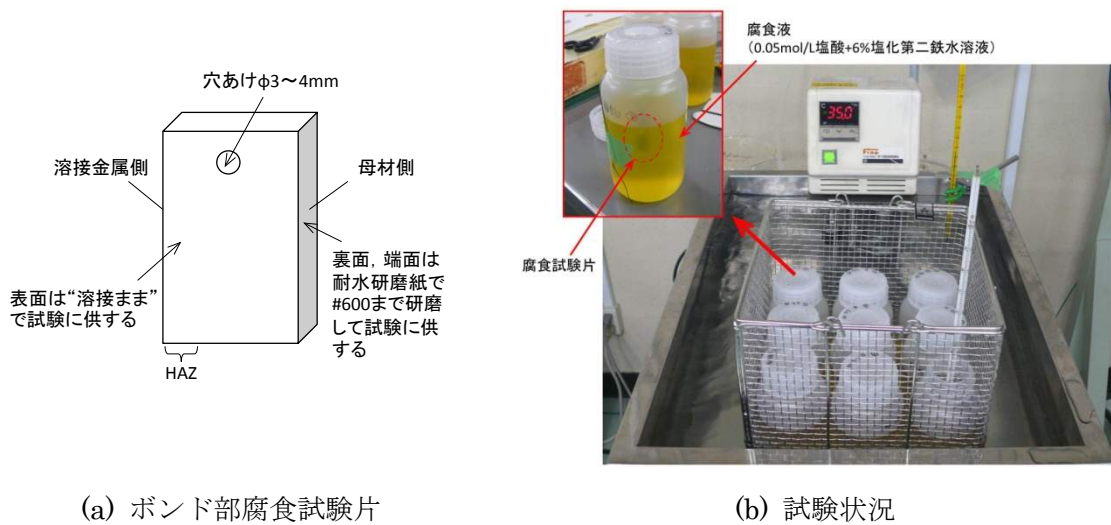 穴あけφ3～4mm
溶接金属側
母材側
表面は“溶接まま”
で試験に供する
裏面，端面は
耐水研磨紙で
#600まで研磨
して試験に供
する
HAZ
(a) ボンド部腐食試験片
腐食液
（0.05mol/L塩酸+6%塩化第二鉄水溶液）
35.0
腐食試験片
(b) 試験状況